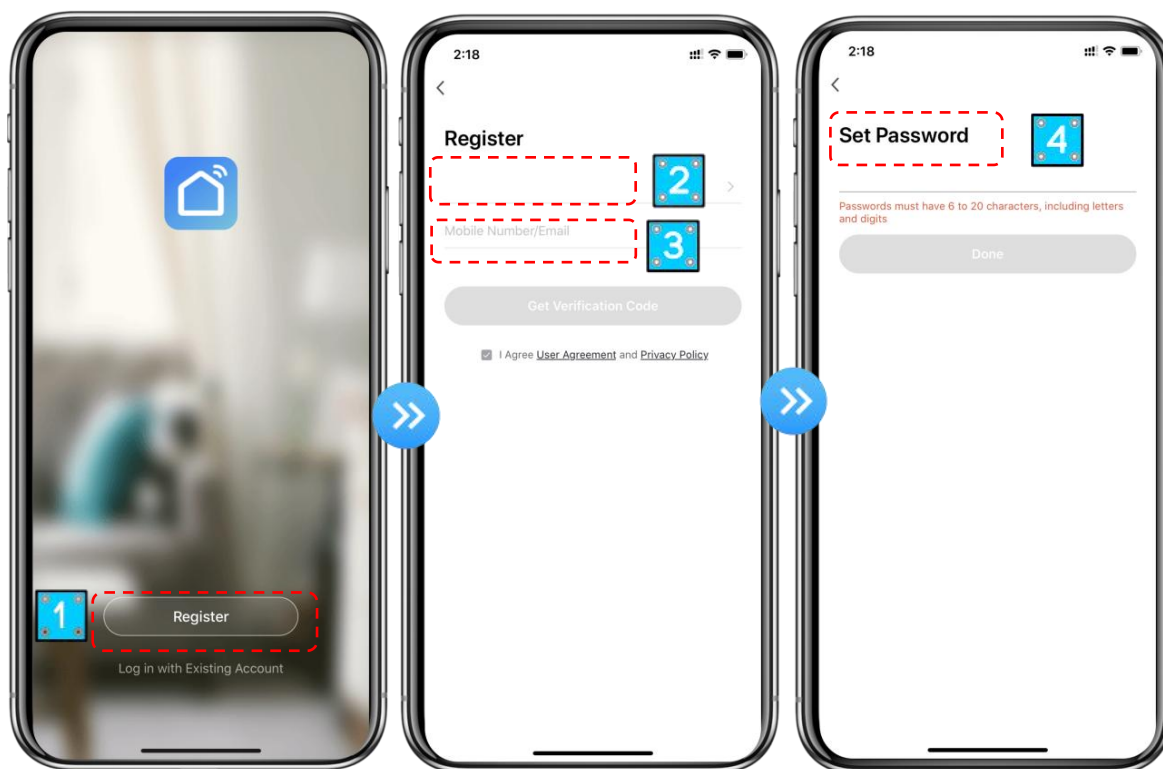 1
Register
Log in with Existing Account
2:18
Register
2
Mobile Number/Email
3
Get Verification Code
I Agree User Agreement and Privacy Policy
2:18
Set Password
4
Passwords must have 6 to 20 characters, including letters
and digits
Done